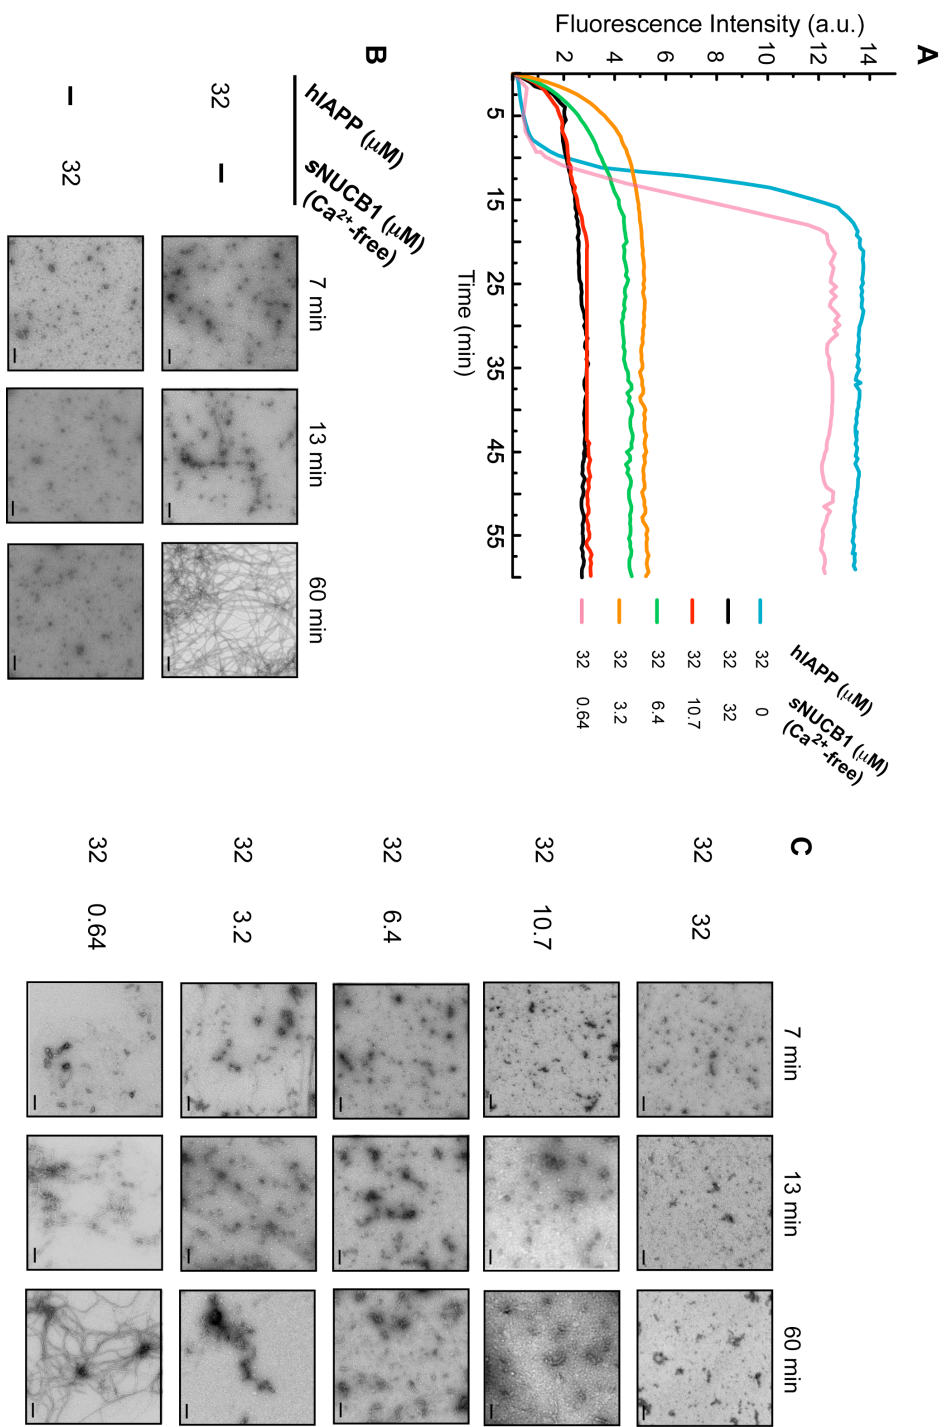 A
Fluorescence Intensity (a.u.)
14
12
10
8
6
4
2
5 15 25 35 45 55
Time (min)
hIAPP (μM) sNUCB1 (μM)
(Ca²⁺-free)
32 0
32 32
32 10.7
32 6.4
32 3.2
32 0.64
B
hIAPP (μM) sNUCB1 (μM)
(Ca²⁺-free)
7 min 13 min 60 min
32 –
– 32
C
7 min 13 min 60 min
32 32
32 10.7
32 6.4
32 3.2
32 0.64